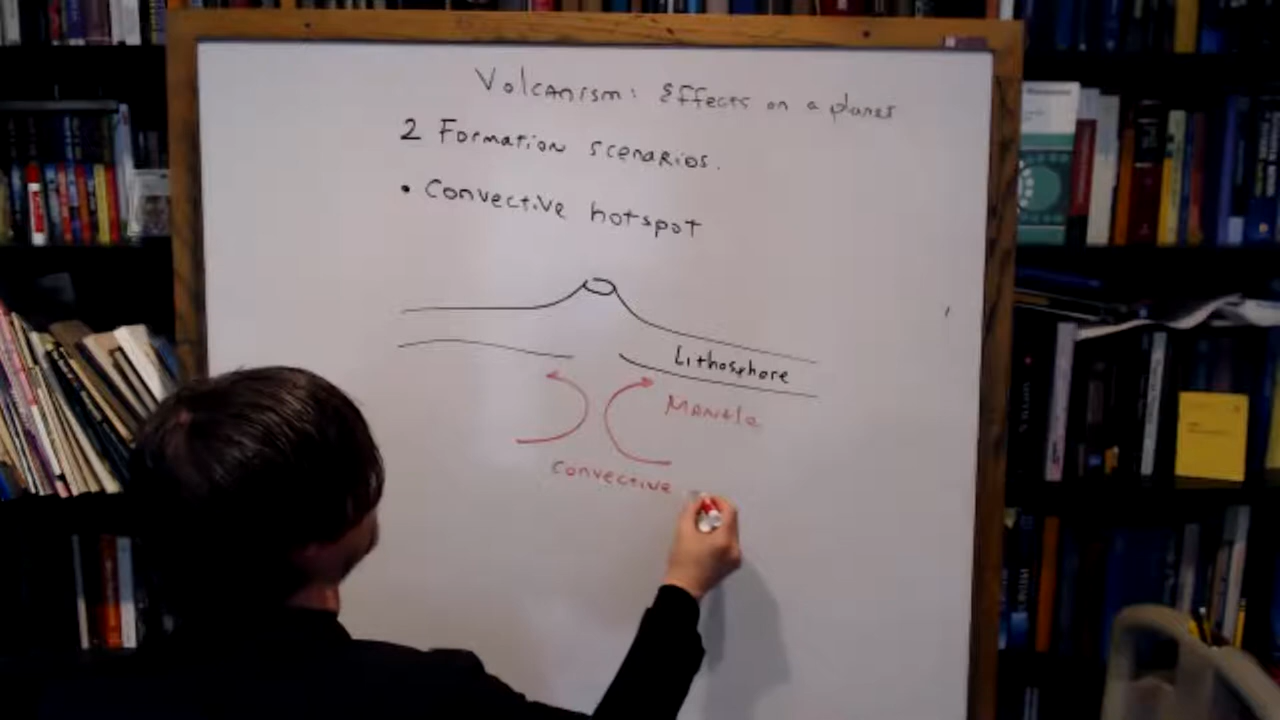 Volcanism: Effects on a planet
2 Formation scenarios.
• Convective hotspot
Lithosphere
Mantle
Convective